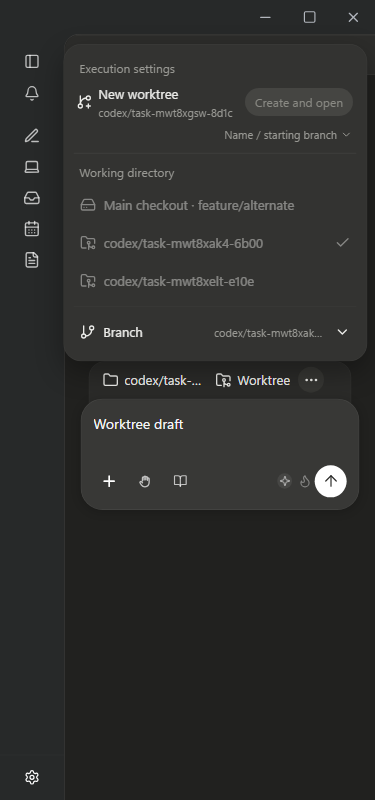 Execution settings
New worktree
codex/task-mwt8xgsw-8d1c
Create and open
Name / starting branch
Working directory
Main checkout · feature/alternate
codex/task-mwt8xak4-6b00
codex/task-mwt8xelt-e10e
Branch
codex/task-mwt8xak...
codex/task-...
Worktree
Worktree draft